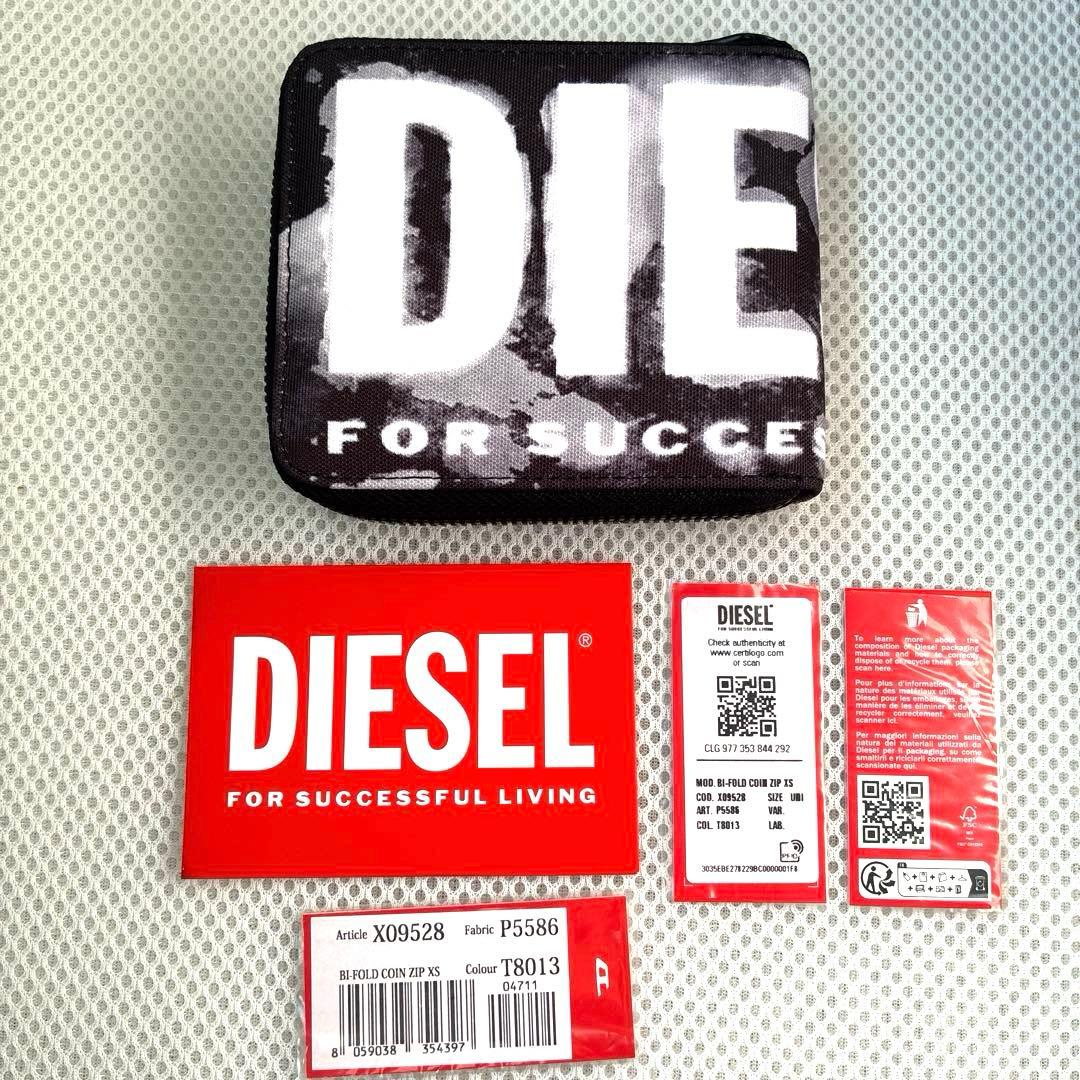 DIE
FOR SUCCES
DIESEL®
FOR SUCCESSFUL LIVING
DIESEL
FOR SUCCESSFUL LIVING
Check authenticity at
www.certilogo.com
or scan
CLG 977 353 844 292
MOD. BI-FOLD COIN ZIP XS
COD. X09528 SIZE UNI
ART. P5586 VAR.
COL. T8013 LAB.
To learn more about the
composition of Diesel packaging
materials and how to correctly
dispose of or recycle them, please
scan here.
Pour plus d'informations sur la
nature des matériaux utilisés par
Diesel pour les emballages, sur la
manière de les éliminer et de les
recycler correctement, veuillez
scanner ici.
Per maggiori informazioni sulla
natura dei materiali utilizzati da
Diesel per il packaging, su come
smaltirli e riciclarli correttamente
scansionate qui.
FSC
Article X09528 Fabric P5586
BI-FOLD COIN ZIP XS Colour T8013
04711
8 059038 354397